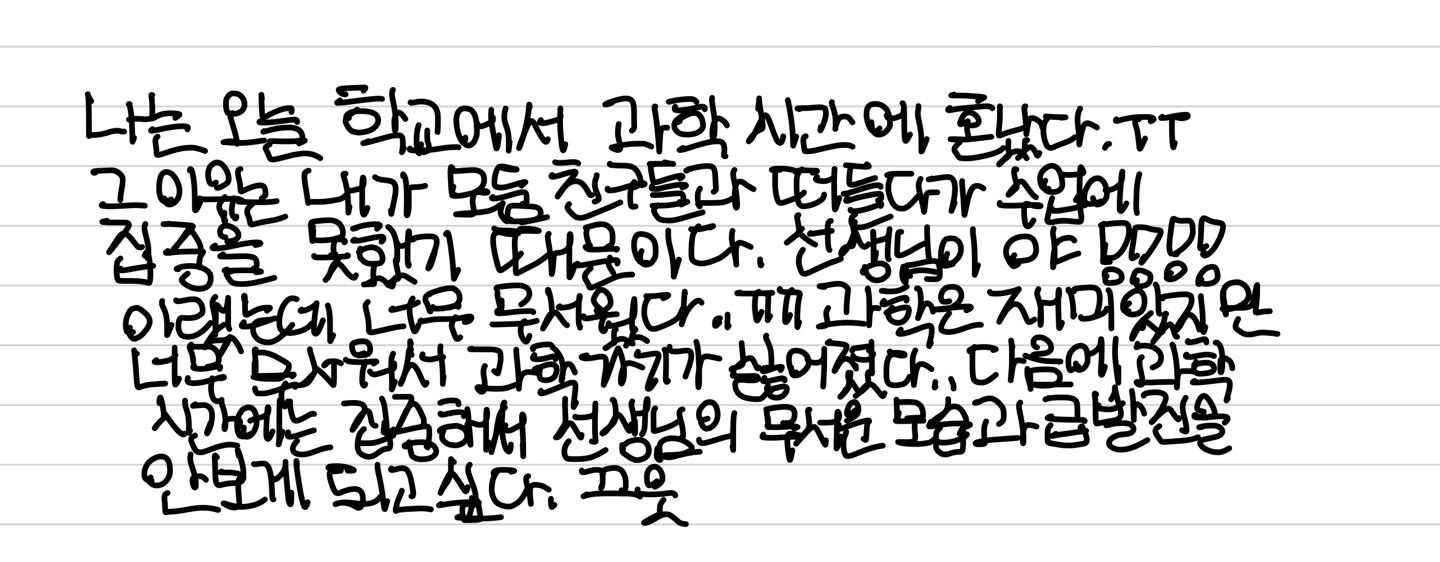 나는 오늘 학교에서 과학 시간에 혼났다.ㅜㅜ
그 이유는 내가 모둠 친구들과 떠들다가 수업에
집중을 못했기 때문이다. 선생님이 야!!!!
이랬는데 너무 무서웠다..ㅠㅠ 과학은 재미있지만
너무 무서워서 과학 가기가 싫어졌다.. 다음에 과학
시간에는 집중해서 선생님의 무서운 모습과 급발진을
안보게 되고싶다. 끄읏